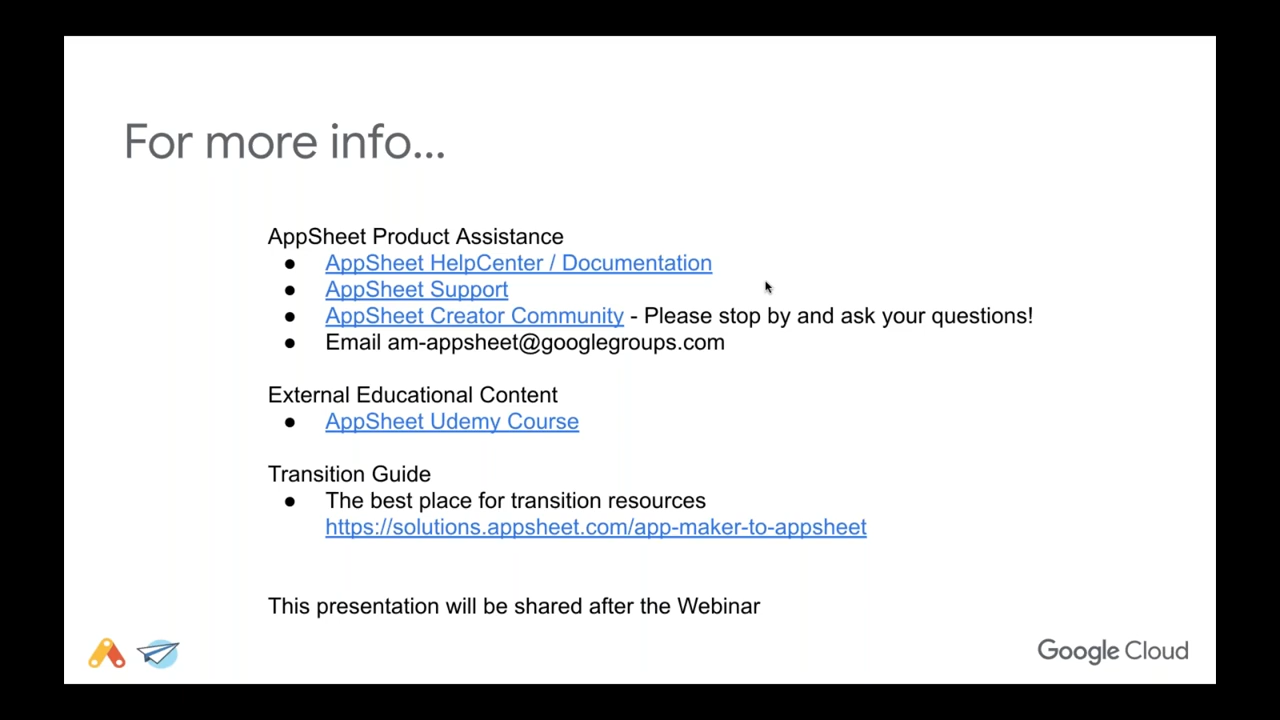 For more info...
AppSheet Product Assistance
● AppSheet HelpCenter / Documentation
● AppSheet Support
● AppSheet Creator Community - Please stop by and ask your questions!
● Email am-appsheet@googlegroups.com
External Educational Content
● AppSheet Udemy Course
Transition Guide
● The best place for transition resources
https://solutions.appsheet.com/app-maker-to-appsheet
This presentation will be shared after the Webinar
Google Cloud